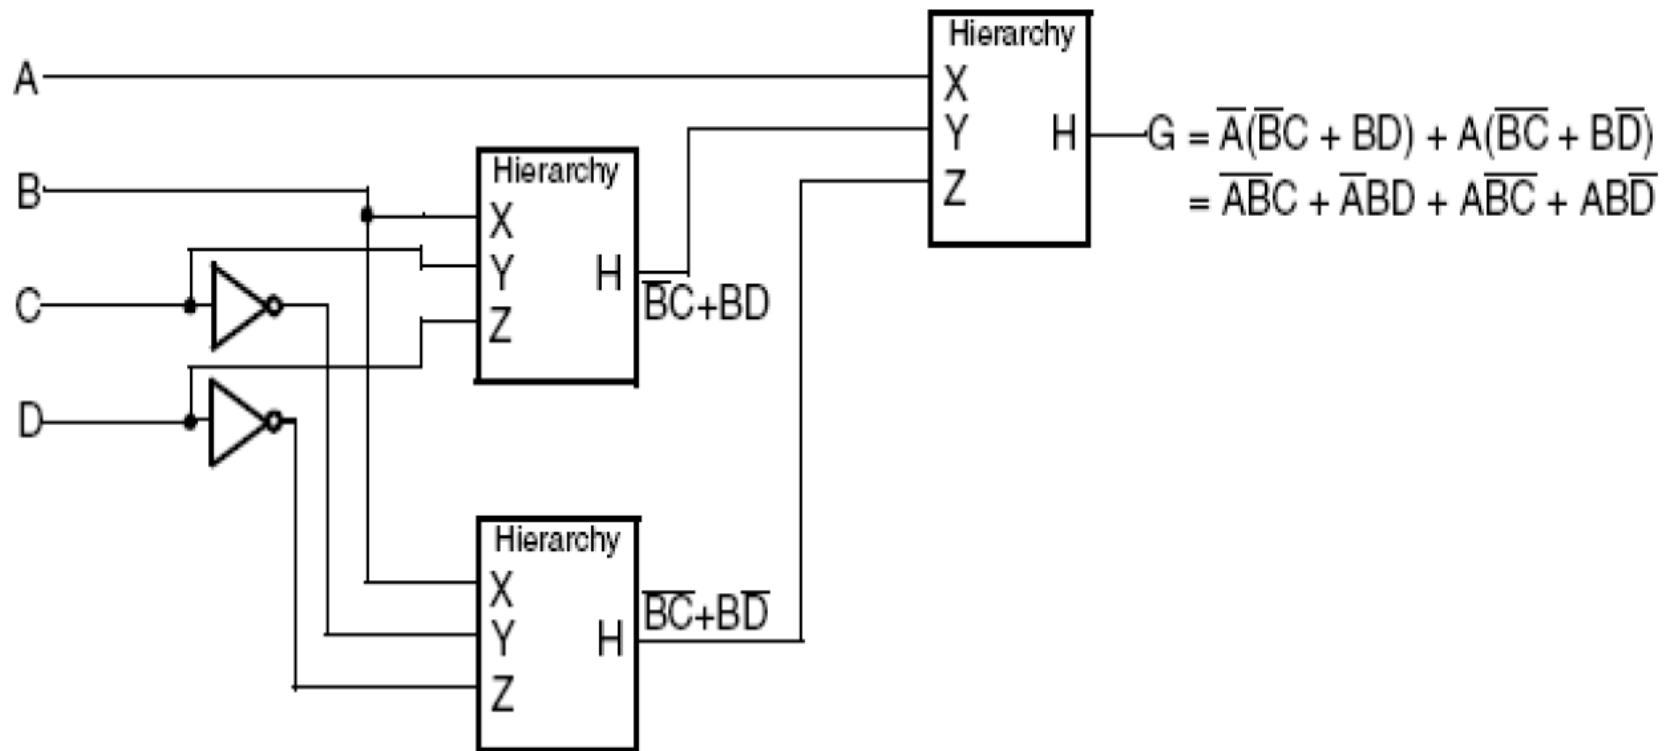 Hierarchy
A
X
Y
H
G = A̅(B̅C + BD) + A(B̅C̅ + BD̅)
Z
= A̅B̅C + A̅BD + AB̅C̅ + ABD̅
Hierarchy
B
X
Y
H
B̅C+BD
C
Z
D
Hierarchy
X
B̅C̅+BD̅
Y
H
Z